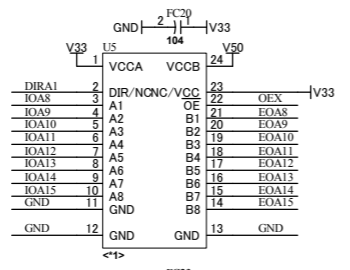 FC20
GND 2 1 V33
104
V33 U5 V50
1 VCCA VCCB 24
DIRA1 2 DIR/NC NC/VCC 23 V33
IOA8 3 A1 OE 22 OEX
IOA9 4 A2 B1 21 EOA8
IOA10 5 A3 B2 20 EOA9
IOA11 6 A4 B3 19 EOA10
IOA12 7 A5 B4 18 EOA11
IOA13 8 A6 B5 17 EOA12
IOA14 9 A7 B6 16 EOA13
IOA15 10 A8 B7 15 EOA14
GND 11 GND B8 14 EOA15
GND 12 GND GND 13 GND
<*1>